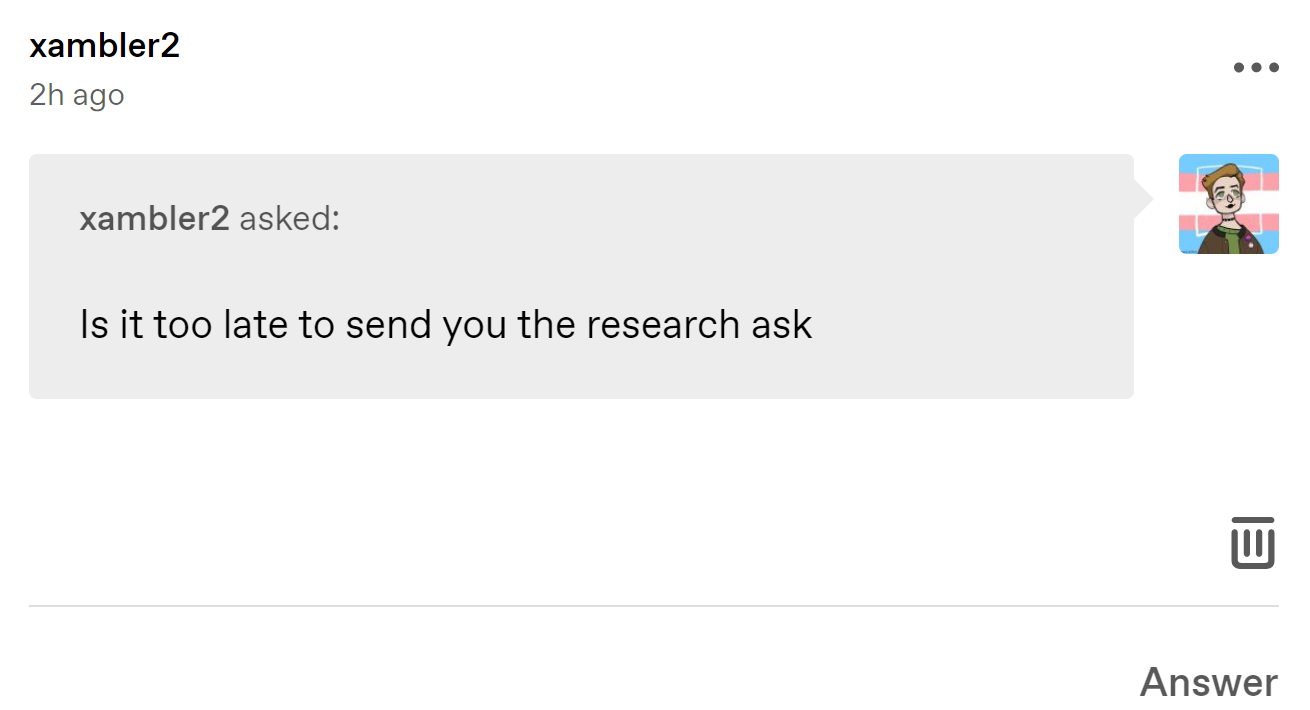 xambler2
2h ago
xambler2 asked:
Is it too late to send you the research ask
Answer